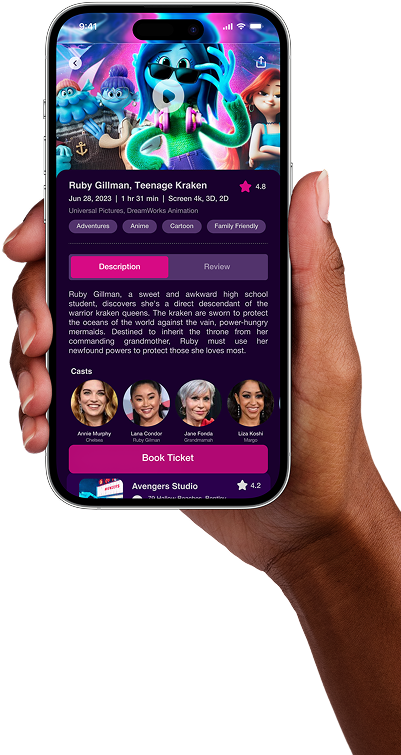 9:41
Ruby Gillman, Teenage Kraken
4.8
Jun 28, 2023 | 1 hr 31 min | Screen 4k, 3D, 2D
Universal Pictures, DreamWorks Animation
Adventures
Anime
Cartoon
Family Friendly
Description
Review
Ruby Gillman, a sweet and awkward high school
student, discovers she's a direct descendant of the
warrior kraken queens. The kraken are sworn to protect
the oceans of the world against the vain, power-hungry
mermaids. Destined to inherit the throne from her
commanding grandmother, Ruby must use her
newfound powers to protect those she loves most.
Casts
Annie Murphy
Lana Condor
Jane Fonda
Liza Koshi
Chelsea
Ruby Gilman
Grandmamah
Margo
Book Ticket
Avengers Studio
4.2